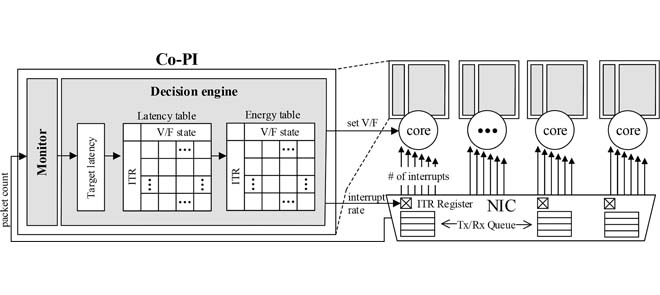 Co-PI
Decision engine
Monitor
Target latency
Latency table
V/F state
ITR
Energy table
V/F state
ITR
set V/F
interrupt
rate
packet count
core
core
core
# of interrupts
ITR Register
NIC
Tx/Rx Queue